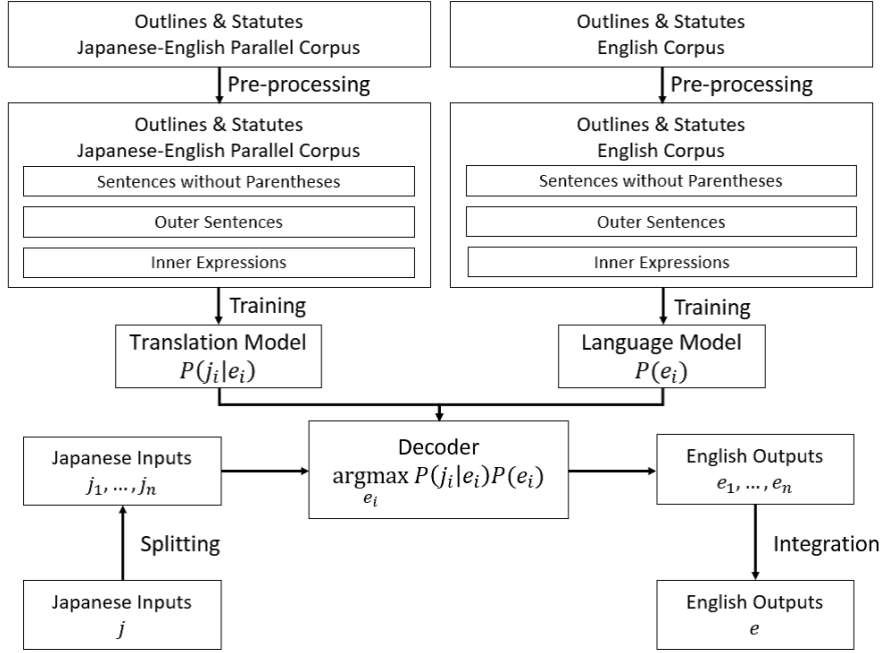 Outlines & Statutes
Japanese-English Parallel Corpus
Outlines & Statutes
English Corpus
Pre-processing
Pre-processing
Outlines & Statutes
Japanese-English Parallel Corpus
Sentences without Parentheses
Outer Sentences
Inner Expressions
Outlines & Statutes
English Corpus
Sentences without Parentheses
Outer Sentences
Inner Expressions
Training
Training
Translation Model
P(j_i|e_i)
Language Model
P(e_i)
Japanese Inputs
j_1, ..., j_n
Decoder
argmax P(j_i|e_i)P(e_i)
e_i
English Outputs
e_1, ..., e_n
Splitting
Integration
Japanese Inputs
j
English Outputs
e